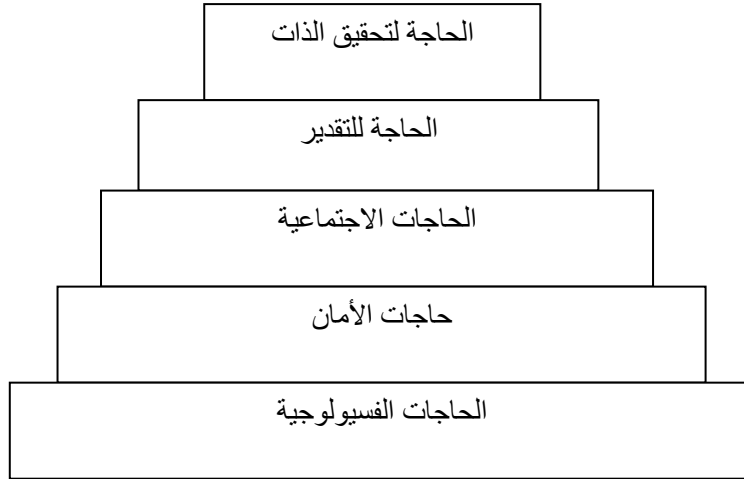 الحاجة لتحقيق الذات
الحاجة للتقدير
الحاجات الاجتماعية
حاجات الأمان
الحاجات الفسيولوجية